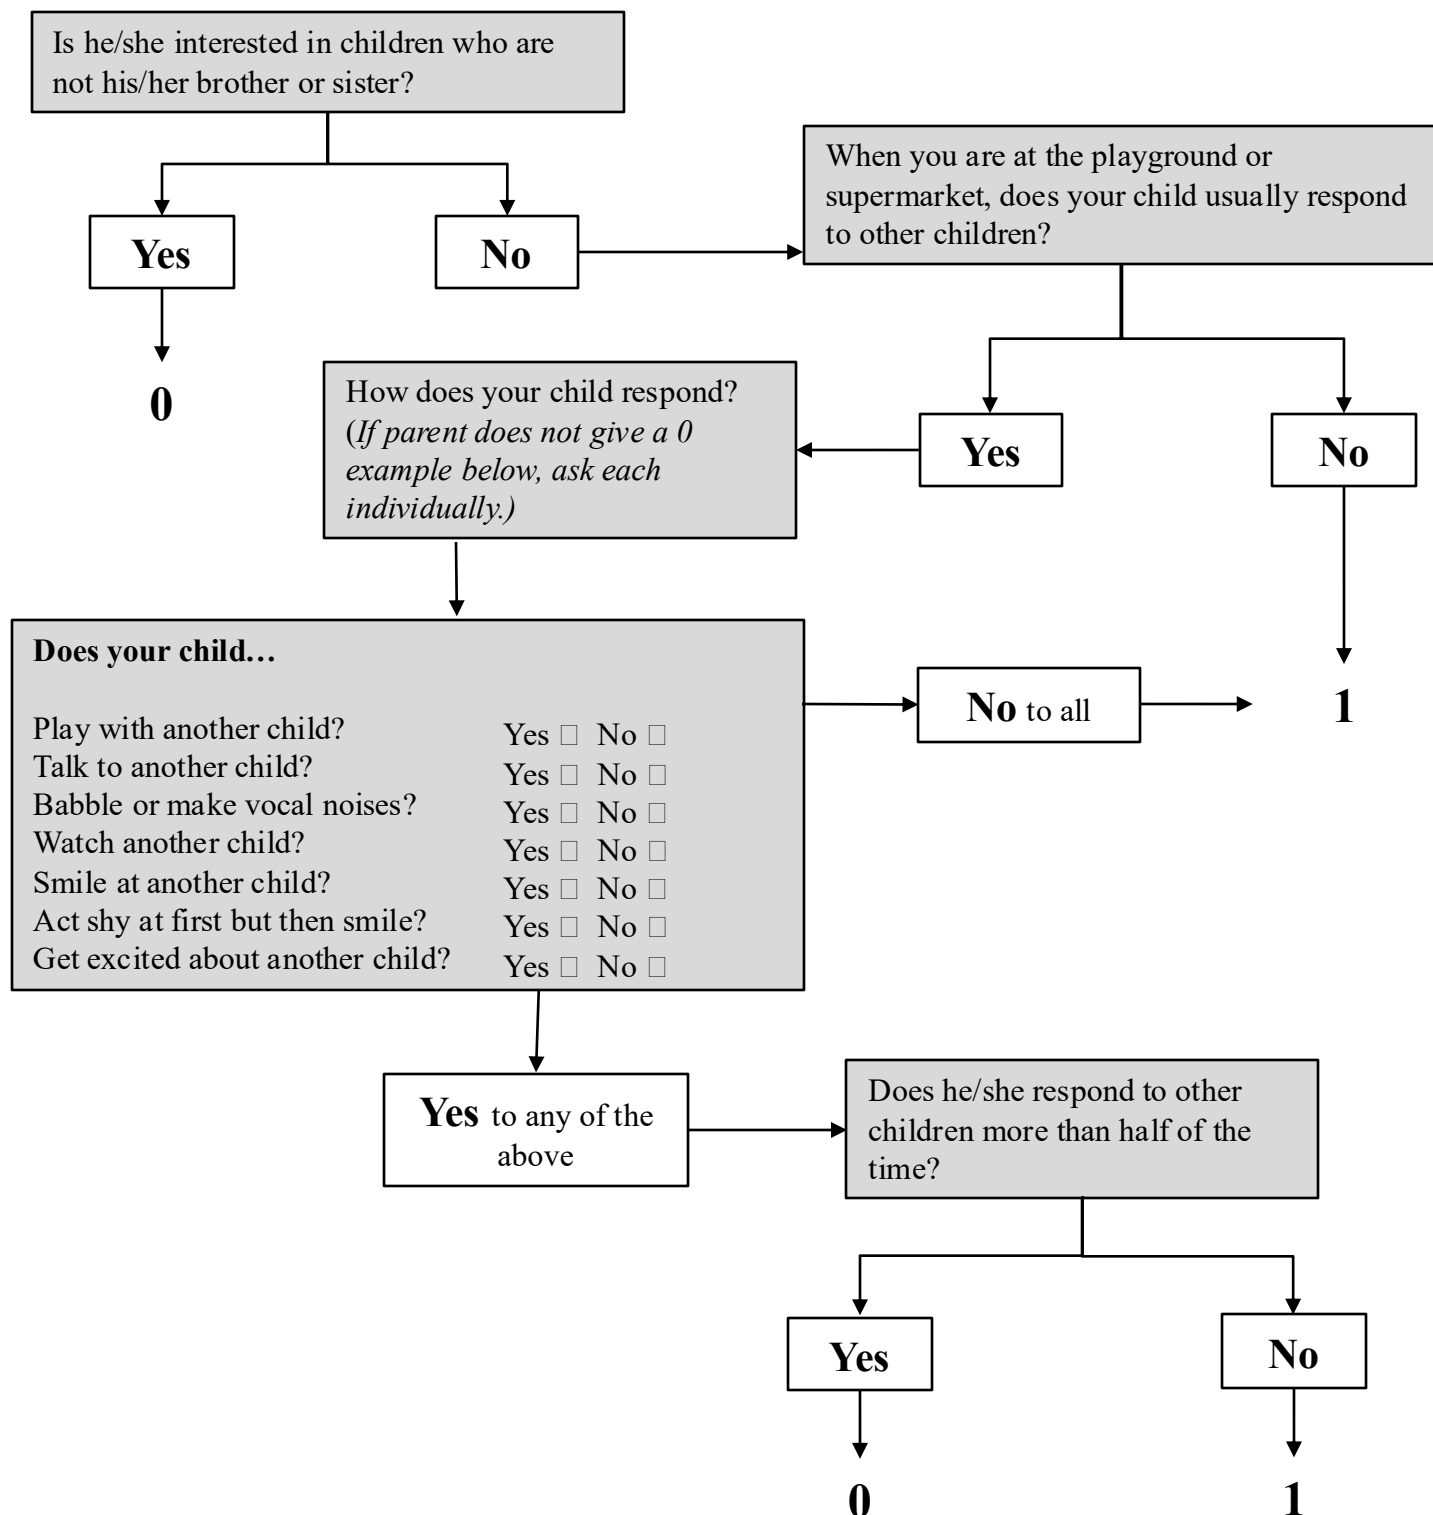 Is he/she interested in children who are
not his/her brother or sister?
When you are at the playground or
supermarket, does your child usually respond
to other children?
Yes
No
0
How does your child respond?
(If parent does not give a 0
example below, ask each
individually.)
Yes
No
Does your child…
Play with another child? Yes □ No □
Talk to another child? Yes □ No □
Babble or make vocal noises? Yes □ No □
Watch another child? Yes □ No □
Smile at another child? Yes □ No □
Act shy at first but then smile? Yes □ No □
Get excited about another child? Yes □ No □
No to all
1
Yes to any of the
above
Does he/she respond to other
children more than half of the
time?
Yes
No
0
1